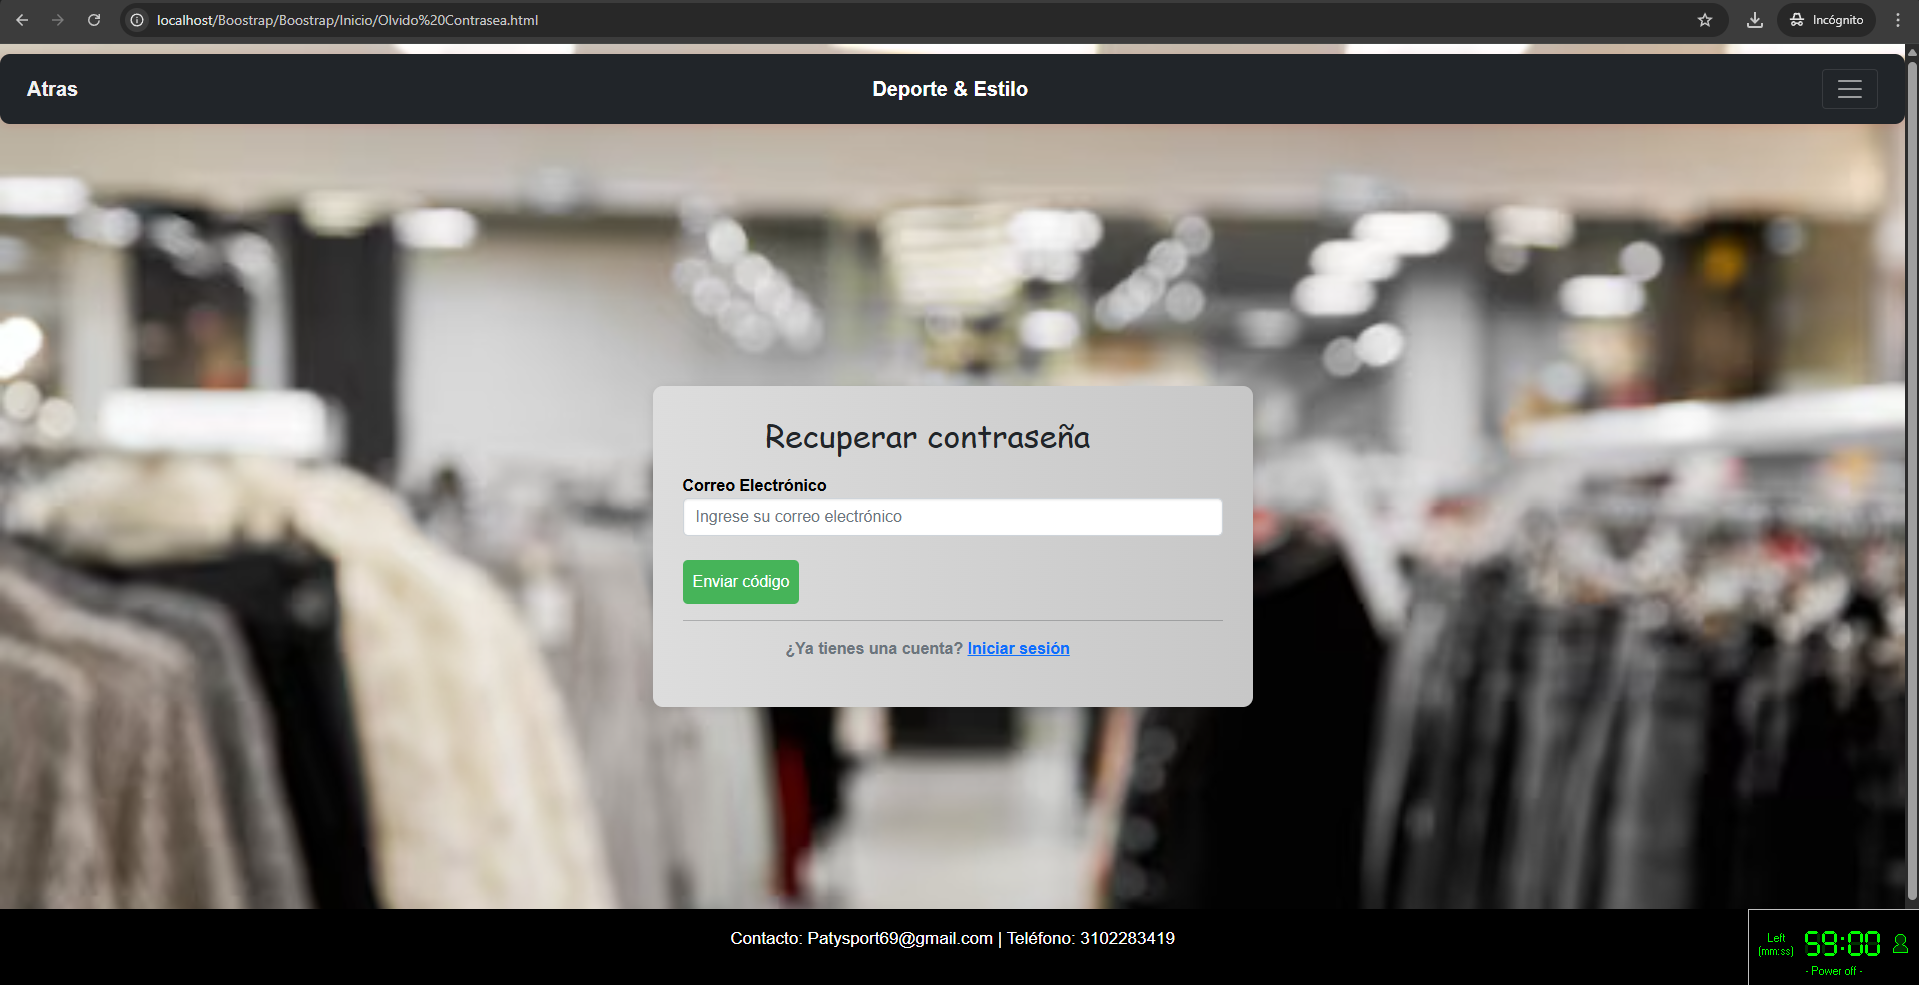 localhost/Boostrap/Boostrap/Inicio/Olvido%20Contrasea.html
Incógnito
Atras
Deporte & Estilo
Recuperar contraseña
Correo Electrónico
Ingrese su correo electrónico
Enviar código
¿Ya tienes una cuenta? Iniciar sesión
Contacto: Patysport69@gmail.com | Teléfono: 3102283419
Left
(mm:ss)
59:00
- Power off -